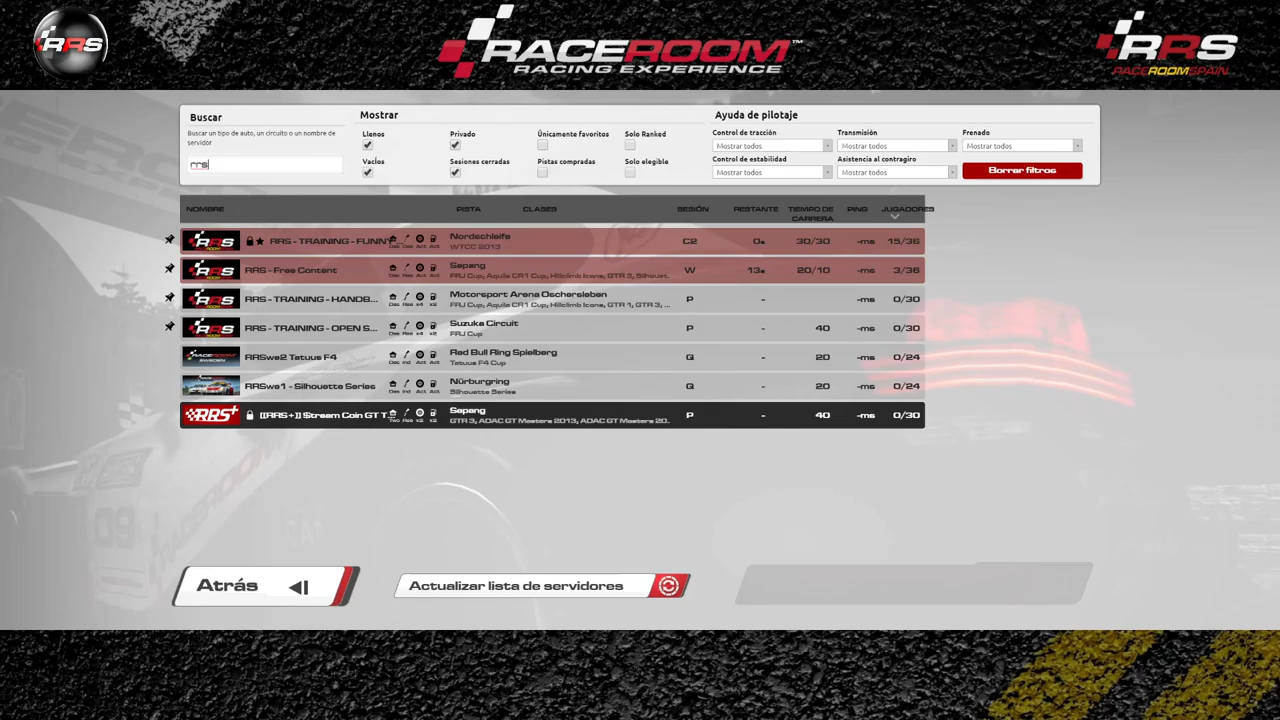 RRS
RACEROOM™
RACING EXPERIENCE
RRS
RACEROOMSPAIN
Buscar
Buscar un tipo de auto, un circuito o un nombre de
servidor
rrs
Mostrar
Llenos
Privado
Únicamente favoritos
Solo Ranked
Vacíos
Sesiones cerradas
Pistas compradas
Solo elegible
Ayuda de pilotaje
Control de tracción
Transmisión
Frenado
Mostrar todos
Mostrar todos
Mostrar todos
Control de estabilidad
Asistencia al contragiro
Mostrar todos
Mostrar todos
Borrar filtros
NOMBRE PISTA CLASES SESIÓN RESTANTE TIEMPO DE CARRERA PING JUGADORES
RRS RRS - TRAINING - FUNNY... Nordschleife C2 0s 30/30 -ms 15/36
WTCC 2013
RRS RRS - Free Content Sepang W 13s 20/10 -ms 3/36
FRJ Cup, Aquila CR1 Cup, Hillclimb Icons, GTR 3, Silhouet...
RRS RRS - TRAINING - HANDB... Motorsport Arena Oschersleben P - -ms 0/30
FRJ Cup, Aquila CR1 Cup, Hillclimb Icons, GTR 1, GTR 3, ...
RRS RRS - TRAINING - OPEN S... Suzuka Circuit P - 40 -ms 0/30
FRJ Cup
RACEROOM SWEDEN RRSwe2 Tatuus F4 Red Bull Ring Spielberg Q - 20 -ms 0/24
Tatuus F4 Cup
RRSwe1 - Silhouette Series Nürburgring Q - 20 -ms 0/24
Silhouette Series
RRS+ [[RRS+]] Stream Coin GT T... Sepang P - 40 -ms 0/30
GTR 3, ADAC GT Masters 2013, ADAC GT Masters 20..
09
Atrás
Actualizar lista de servidores